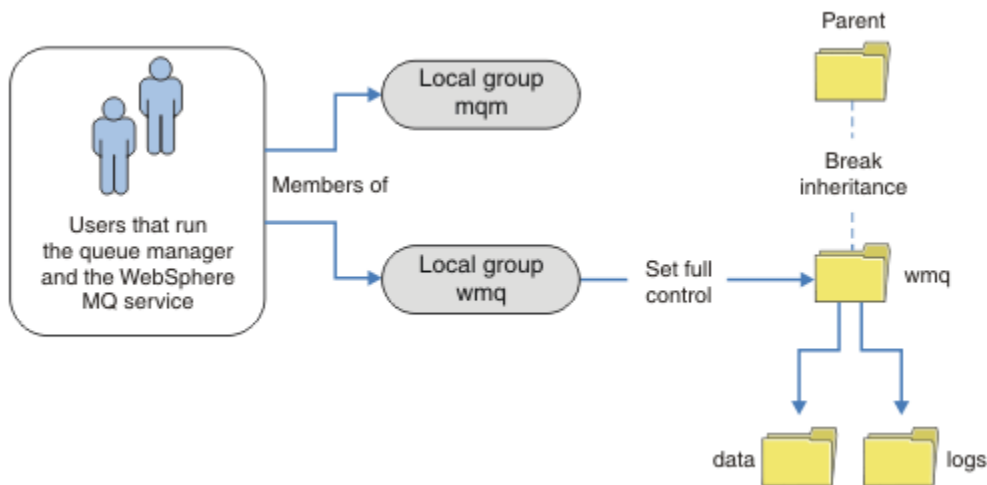 Parent
Local group
mqm
Break
inheritance
Members of
Users that run
the queue manager
and the WebSphere
MQ service
Local group
wmq
Set full
control
wmq
data
logs